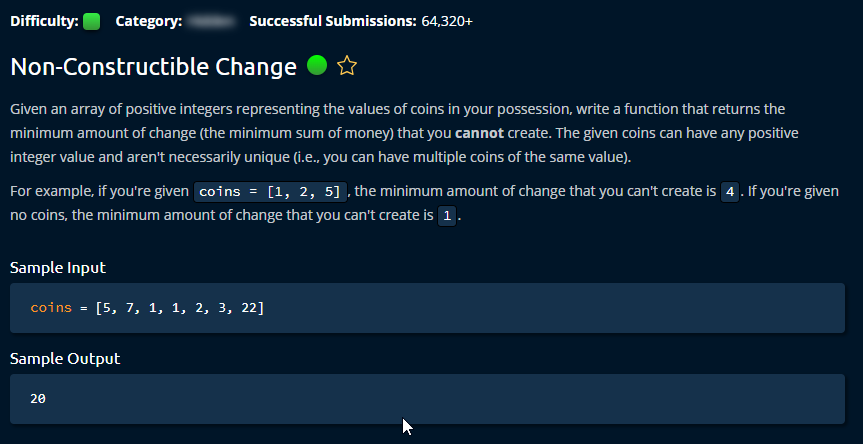 Difficulty: Category: Successful Submissions: 64,320+
Non-Constructible Change
Given an array of positive integers representing the values of coins in your possession, write a function that returns the
minimum amount of change (the minimum sum of money) that you cannot create. The given coins can have any positive
integer value and aren't necessarily unique (i.e., you can have multiple coins of the same value).
For example, if you're given coins = [1, 2, 5], the minimum amount of change that you can't create is 4. If you're given
no coins, the minimum amount of change that you can't create is 1.
Sample Input
coins = [5, 7, 1, 1, 2, 3, 22]
Sample Output
20